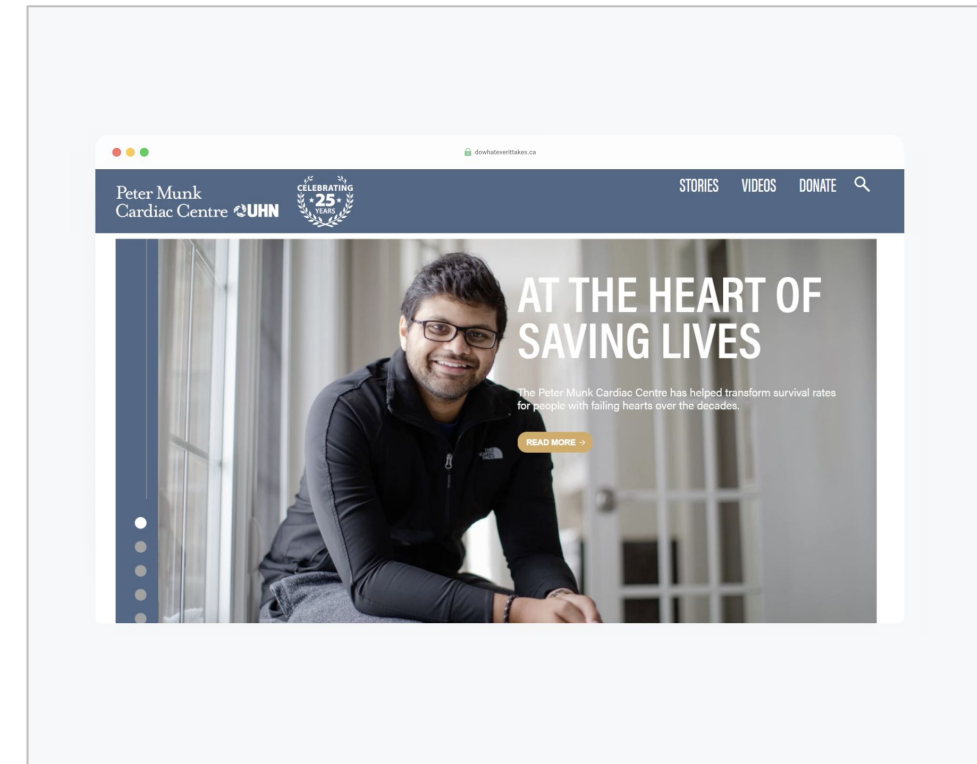 dowhateverittakes.ca
Peter Munk
Cardiac Centre UHN
CELEBRATING
25
YEARS
STORIES VIDEOS DONATE
AT THE HEART OF
SAVING LIVES
The Peter Munk Cardiac Centre has helped transform survival rates
for people with failing hearts over the decades.
READ MORE →